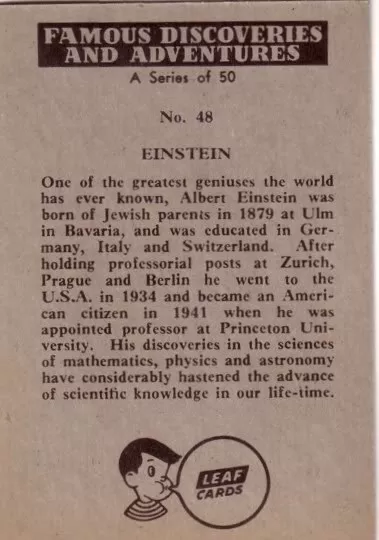 FAMOUS DISCOVERIES
AND ADVENTURES
A Series of 50
No. 48
EINSTEIN
One of the greatest geniuses the world
has ever known, Albert Einstein was
born of Jewish parents in 1879 at Ulm
in Bavaria, and was educated in Ger-
many, Italy and Switzerland. After
holding professorial posts at Zurich,
Prague and Berlin he went to the
U.S.A. in 1934 and became an Ameri-
can citizen in 1941 when he was
appointed professor at Princeton Uni-
versity. His discoveries in the sciences
of mathematics, physics and astronomy
have considerably hastened the advance
of scientific knowledge in our life-time.
LEAF
CARDS